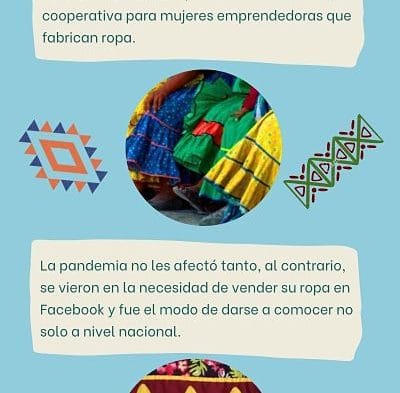 cooperativa para mujeres emprendedoras que
fabrican ropa.
La pandemia no les afectó tanto, al contrario,
se vieron en la necesidad de vender su ropa en
Facebook y fue el modo de darse a comocer no
solo a nivel nacional.